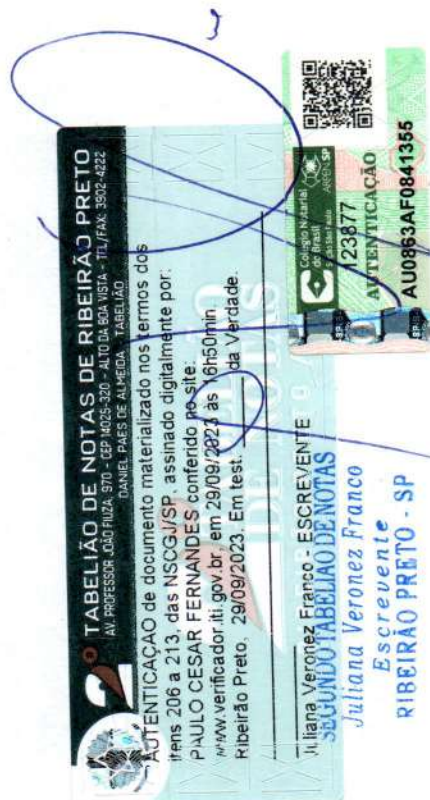 2º TABELIÃO DE NOTAS DE RIBEIRÃO PRETO
AV. PROFESSOR JOÃO FIUZA, 970 - CEP 14025-320 - ALTO DA BOA VISTA - TEL/FAX: 3902-4222
DANIEL PAES DE ALMEIDA - TABELIÃO
AUTENTICAÇÃO de documento materializado nos termos dos
itens 206 a 213, das NSCGJ/SP, assinado digitalmente por:
PAULO CESAR FERNANDES conferido no site:
www.verificador.iti.gov.br, em 29/09/2023 às 16h50min
Ribeirão Preto, 29/09/2023. Em test. da Verdade.
Juliana Veronez Franco - ESCREVENTE
SEGUNDO TABELIÃO DE NOTAS
Juliana Veronez Franco
Escrevente
RIBEIRÃO PRETO - SP
Colégio Notarial
do Brasil
São Paulo
ARPEN SP
123877
AUTENTICAÇÃO
AU0863AF0841355